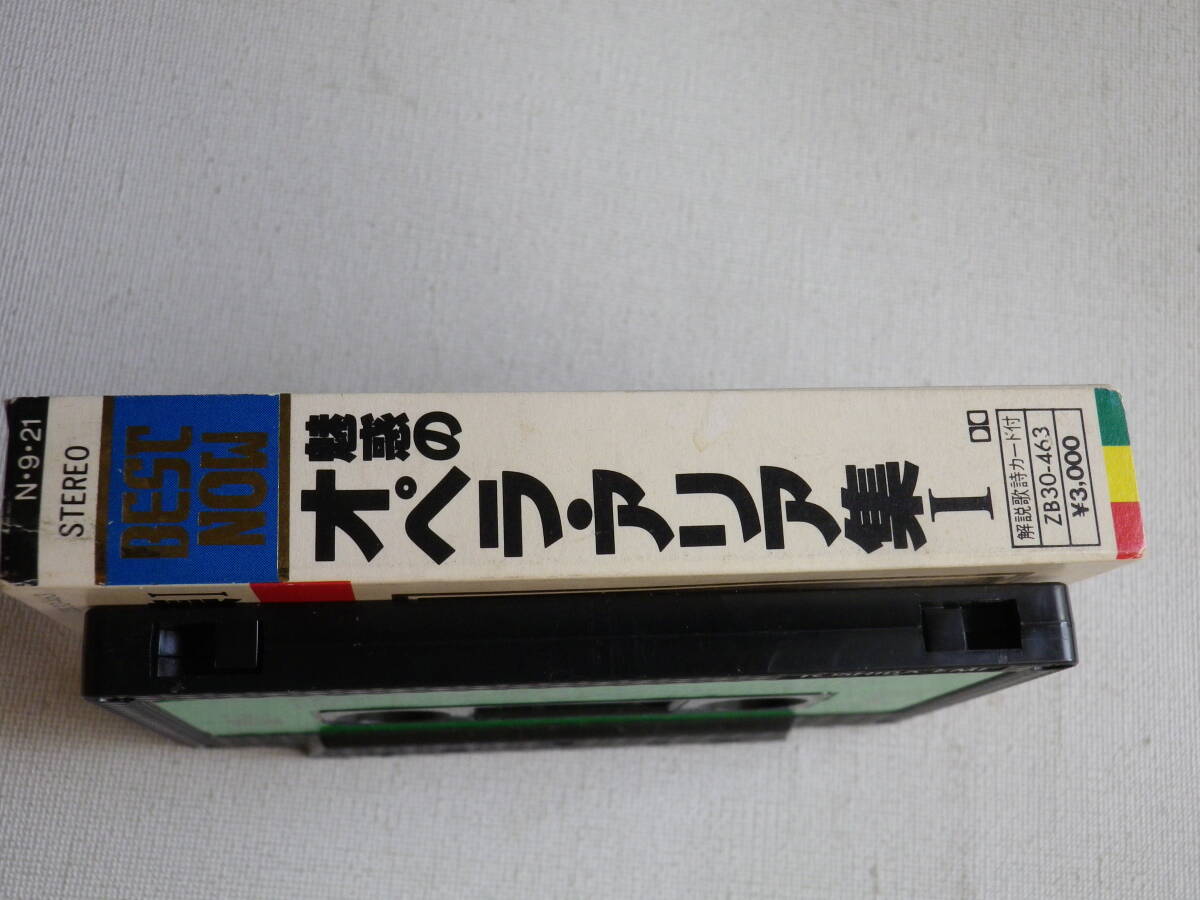 N・9・21
STEREO
BEST
NOW
魅惑の
オペラ・アリア集 I
解説歌詩カード付
ZB30-463
¥3,000